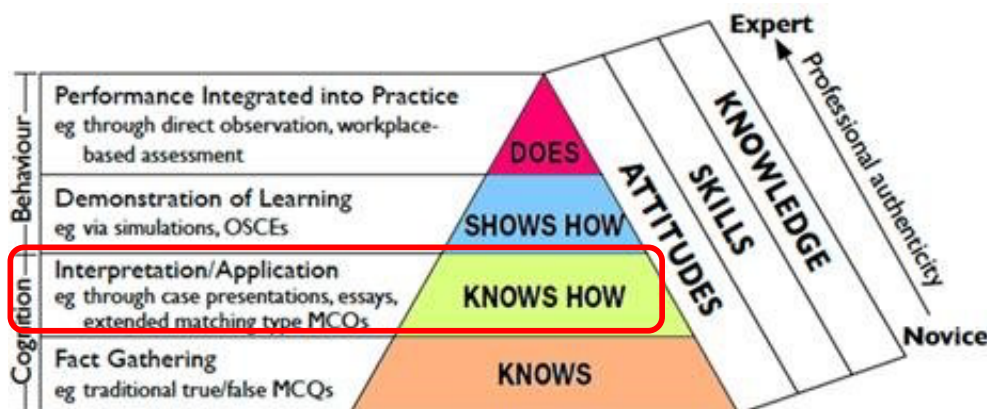 Expert
Professional authenticity
Novice
KNOWLEDGE
SKILLS
ATTITUDES
Behaviour
Cognition
Performance Integrated into Practice
eg through direct observation, workplace-
based assessment
DOES
Demonstration of Learning
eg via simulations, OSCEs
SHOWS HOW
Interpretation/Application
eg through case presentations, essays,
extended matching type MCQs
KNOWS HOW
Fact Gathering
eg traditional true/false MCQs
KNOWS